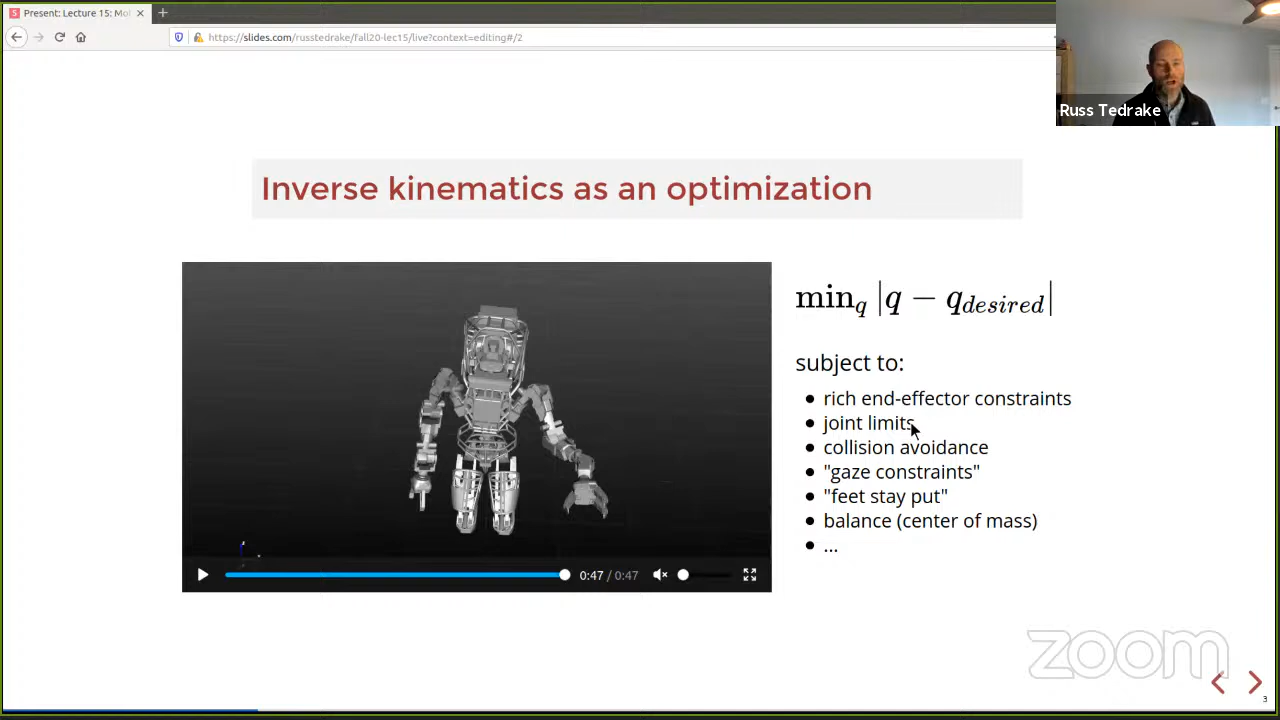 Present: Lecture 15: Mo
https://slides.com/russtedrake/fall20-lec15/live?context=editing#/2
Russ Tedrake
Inverse kinematics as an optimization
min_q |q − q_desired|
subject to:
• rich end-effector constraints
• joint limits
• collision avoidance
• "gaze constraints"
• "feet stay put"
• balance (center of mass)
• ...
0:47 / 0:47
zoom
3